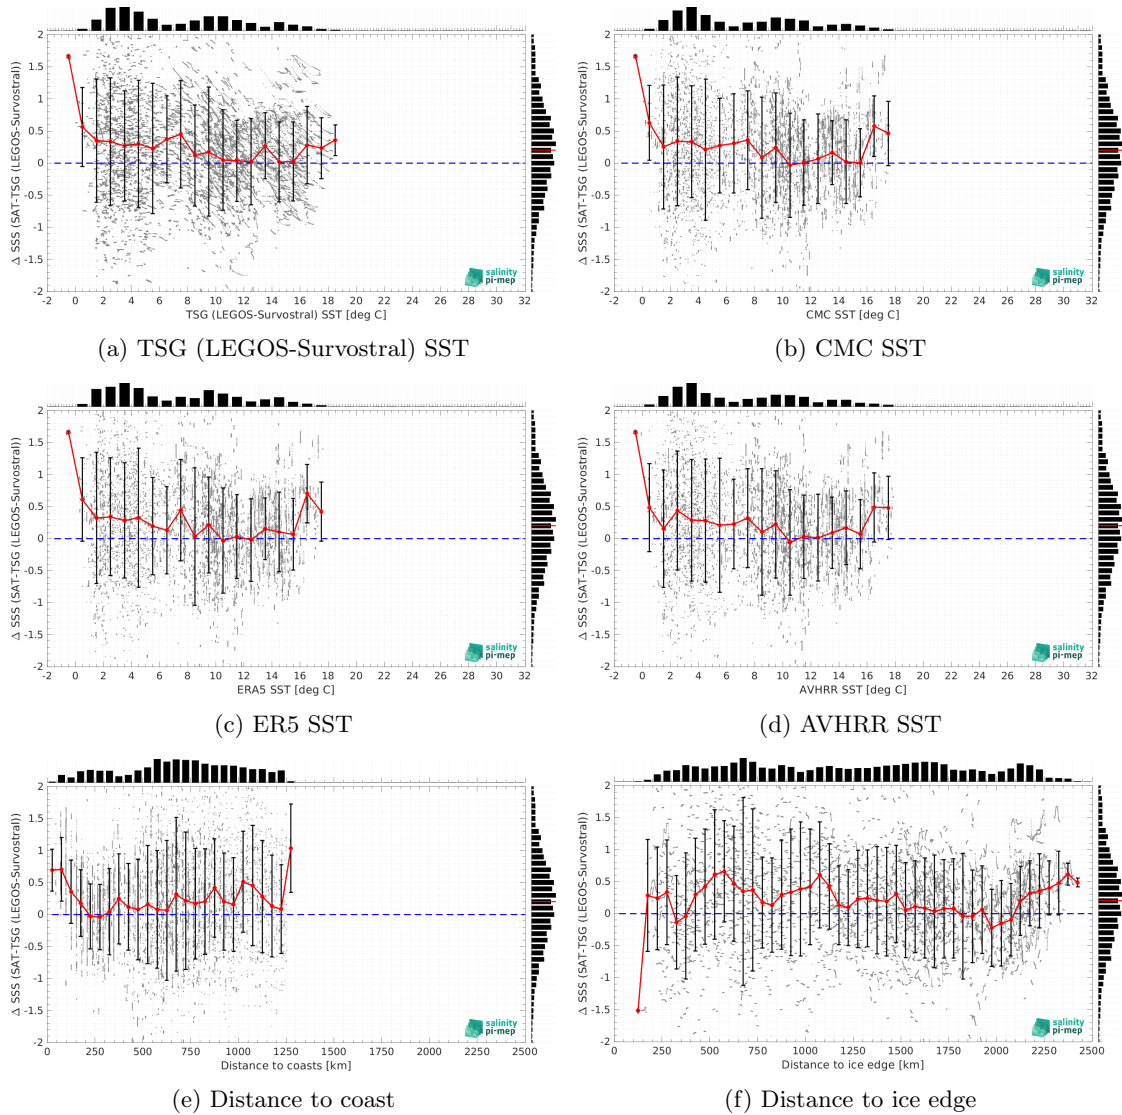 2
1.5
1
0.5
0
-0.5
-1
-1.5
-2
Δ SSS (SAT-TSG (LEGOS-Survostral))
-2 0 2 4 6 8 10 12 14 16 18 20 22 24 26 28 30 32
TSG (LEGOS-Survostral) SST [deg C]
salinity
pi-mep
(a) TSG (LEGOS-Survostral) SST
2
1.5
1
0.5
0
-0.5
-1
-1.5
-2
Δ SSS (SAT-TSG (LEGOS-Survostral))
-2 0 2 4 6 8 10 12 14 16 18 20 22 24 26 28 30 32
CMC SST [deg C]
salinity
pi-mep
(b) CMC SST
2
1.5
1
0.5
0
-0.5
-1
-1.5
-2
Δ SSS (SAT-TSG (LEGOS-Survostral))
-2 0 2 4 6 8 10 12 14 16 18 20 22 24 26 28 30 32
ERA5 SST [deg C]
salinity
pi-mep
(c) ER5 SST
2
1.5
1
0.5
0
-0.5
-1
-1.5
-2
Δ SSS (SAT-TSG (LEGOS-Survostral))
-2 0 2 4 6 8 10 12 14 16 18 20 22 24 26 28 30 32
AVHRR SST [deg C]
salinity
pi-mep
(d) AVHRR SST
2
1.5
1
0.5
0
-0.5
-1
-1.5
-2
Δ SSS (SAT-TSG (LEGOS-Survostral))
0 250 500 750 1000 1250 1500 1750 2000 2250 2500
Distance to coasts [km]
salinity
pi-mep
(e) Distance to coast
2
1.5
1
0.5
0
-0.5
-1
-1.5
-2
Δ SSS (SAT-TSG (LEGOS-Survostral))
0 250 500 750 1000 1250 1500 1750 2000 2250 2500
Distance to ice edge [km]
salinity
pi-mep
(f) Distance to ice edge